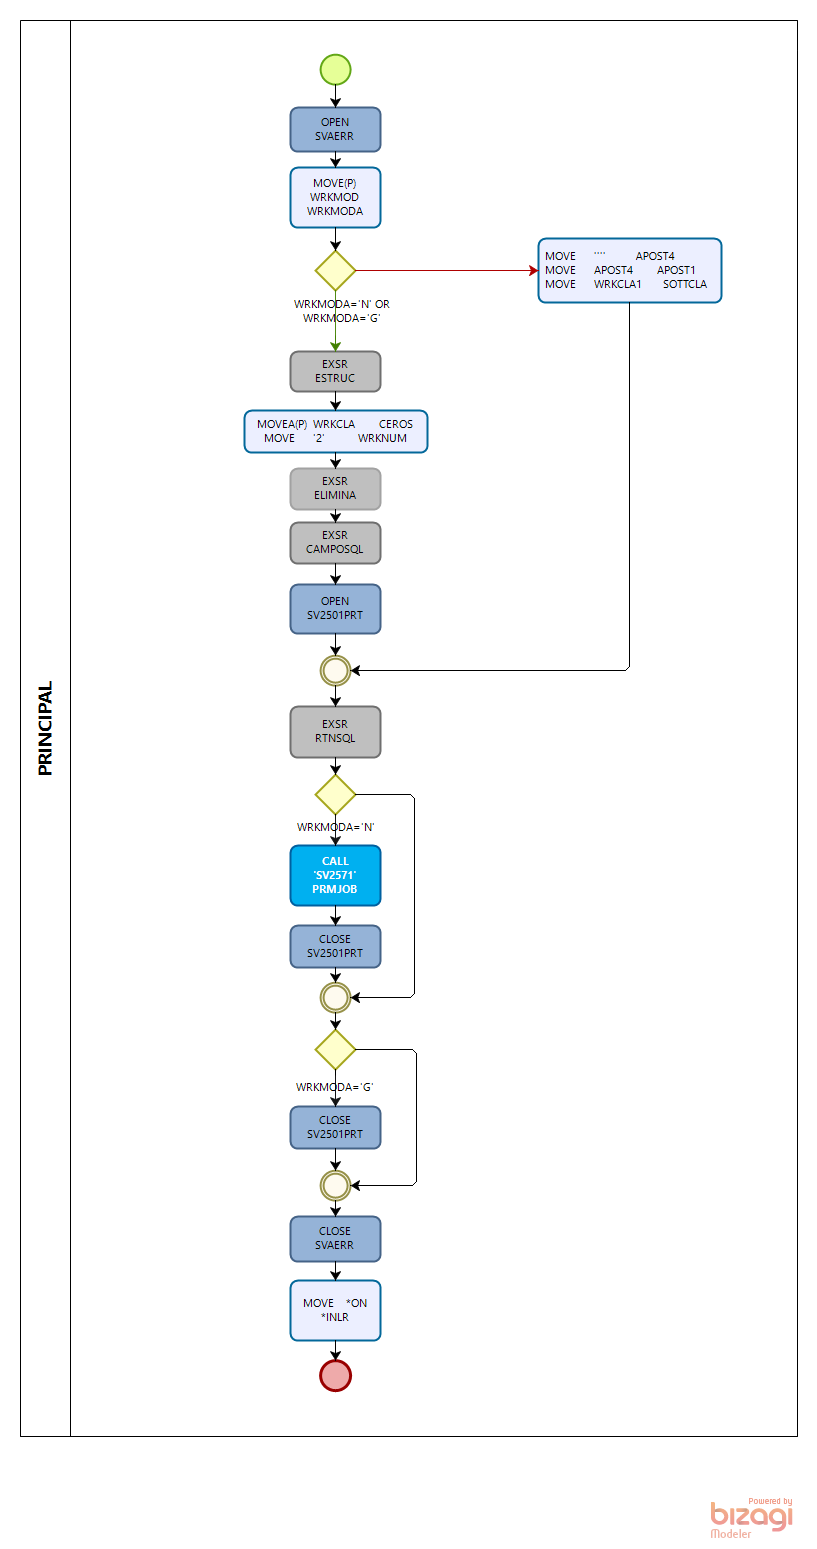 PRINCIPAL
OPEN
SVAERR
MOVE(P)
WRKMOD
WRKMODA
MOVE '''' APOST4
MOVE APOST4 APOST1
MOVE WRKCLA1 SOTTCLA
WRKMODA='N' OR
WRKMODA='G'
EXSR
ESTRUC
MOVEA(P) WRKCLA CEROS
MOVE '2' WRKNUM
EXSR
ELIMINA
EXSR
CAMPOSQL
OPEN
SV2501PRT
EXSR
RTNSQL
WRKMODA='N'
CALL
'SV2571'
PRMJOB
CLOSE
SV2501PRT
WRKMODA='G'
CLOSE
SV2501PRT
CLOSE
SVAERR
MOVE *ON
*INLR
Powered by
bizagi
Modeler